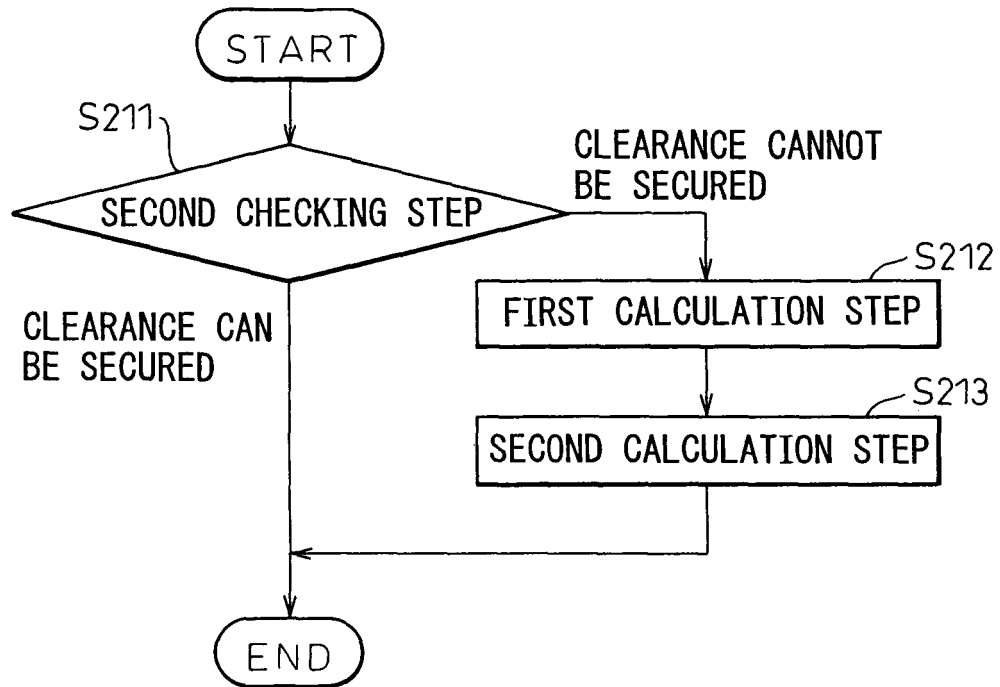 START
S211
CLEARANCE CANNOT
BE SECURED
SECOND CHECKING STEP
S212
FIRST CALCULATION STEP
CLEARANCE CAN
BE SECURED
S213
SECOND CALCULATION STEP
END